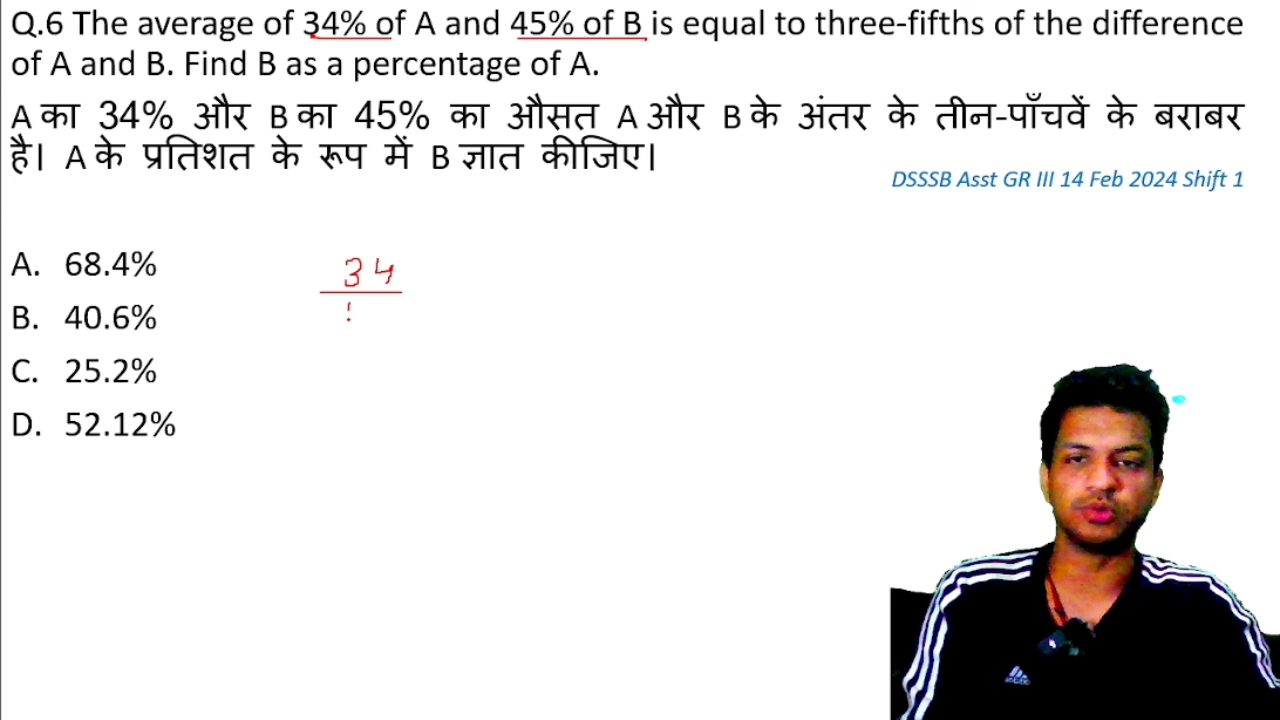 Q.6 The average of 34% of A and 45% of B is equal to three-fifths of the difference
of A and B. Find B as a percentage of A.
A का 34% और B का 45% का औसत A और B के अंतर के तीन-पाँचवें के बराबर
है। A के प्रतिशत के रूप में B ज्ञात कीजिए।
DSSSB Asst GR III 14 Feb 2024 Shift 1
A. 68.4%
34
B. 40.6%
C. 25.2%
D. 52.12%